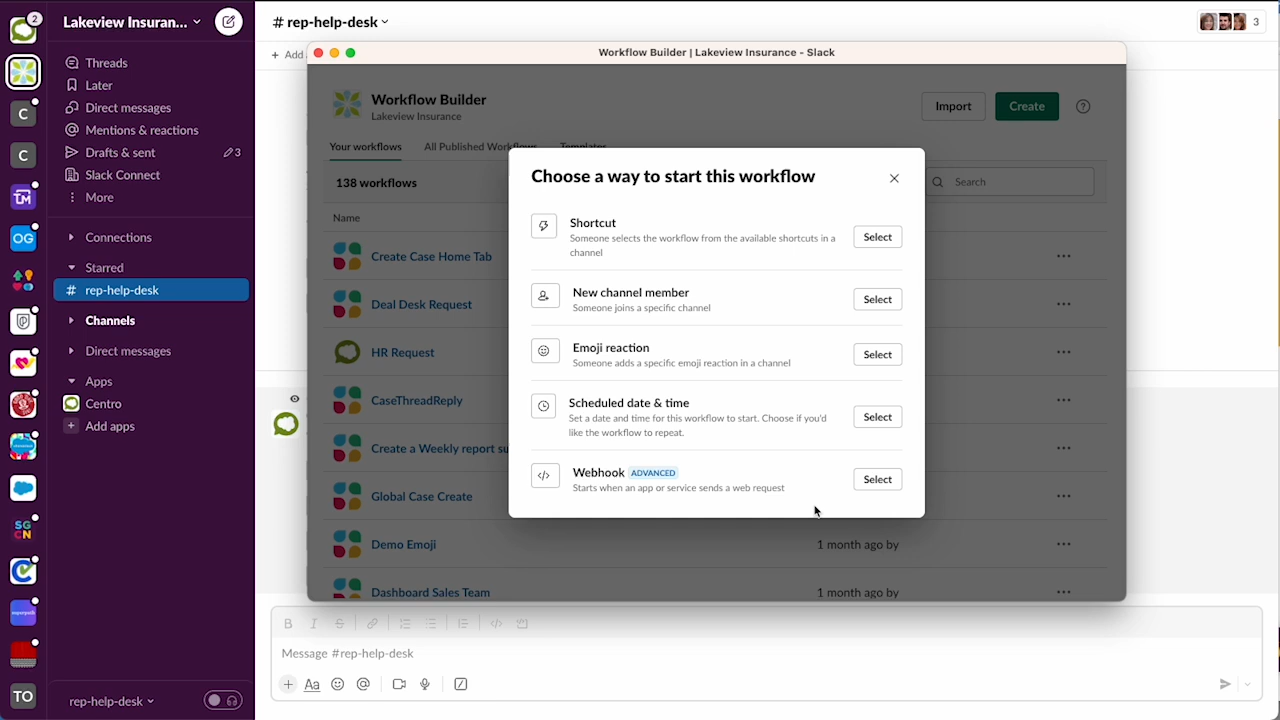 2
Lakeview Insuran...
C
C
TM
OG
SG
CN
TO
Threads
Later
Direct messages
Mentions & reactions
Drafts & sent
3
Slack Connect
More
Connections
Starred
# rep-help-desk
Channels
Direct messages
Apps
Centro
+ Add apps
rep-help-desk
# rep-help-desk
3
+ Add
Workflow Builder | Lakeview Insurance - Slack
Workflow Builder
Lakeview Insurance
Import
Create
?
Your workflows
All Published Workflows
Templates
138 workflows
Search
Name
Create Case Home Tab
Deal Desk Request
HR Request
CaseThreadReply
Create a Weekly report su
Global Case Create
Demo Emoji
1 month ago by
Dashboard Sales Team
1 month ago by
Choose a way to start this workflow
Shortcut
Someone selects the workflow from the available shortcuts in a
channel
Select
New channel member
Someone joins a specific channel
Select
Emoji reaction
Someone adds a specific emoji reaction in a channel
Select
Scheduled date & time
Set a date and time for this workflow to start. Choose if you'd
like the workflow to repeat.
Select
Webhook ADVANCED
Starts when an app or service sends a web request
Select
B I S
Message #rep-help-desk
+ Aa @